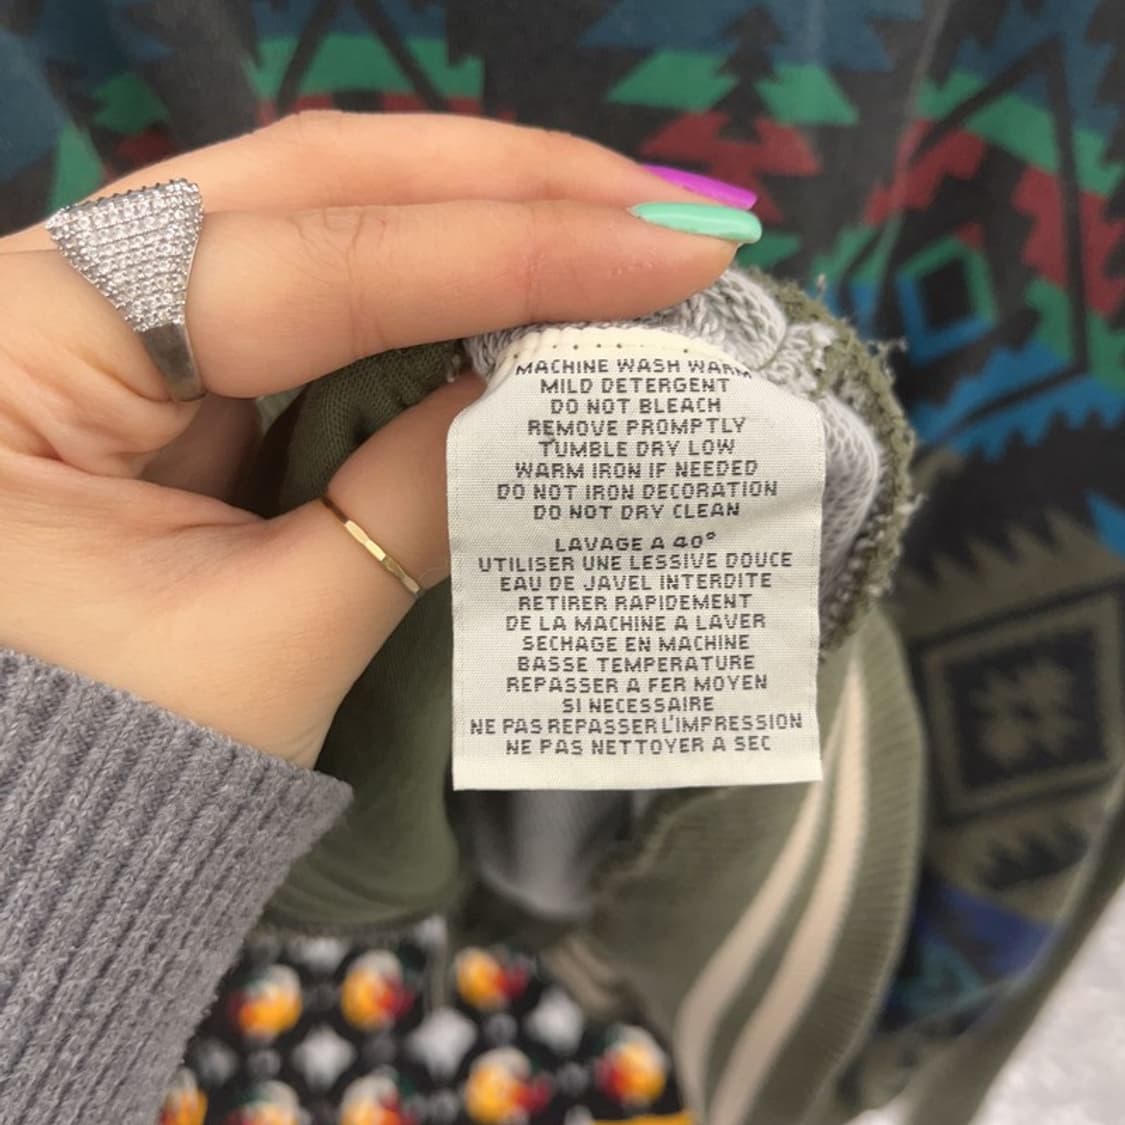 MACHINE WASH WARM
MILD DETERGENT
DO NOT BLEACH
REMOVE PROMPTLY
TUMBLE DRY LOW
WARM IRON IF NEEDED
DO NOT IRON DECORATION
DO NOT DRY CLEAN
LAVAGE A 40°
UTILISER UNE LESSIVE DOUCE
EAU DE JAVEL INTERDITE
RETIRER RAPIDEMENT
DE LA MACHINE A LAVER
SECHAGE EN MACHINE
BASSE TEMPERATURE
REPASSER A FER MOYEN
SI NECESSAIRE
NE PAS REPASSER L'IMPRESSION
NE PAS NETTOYER A SEC